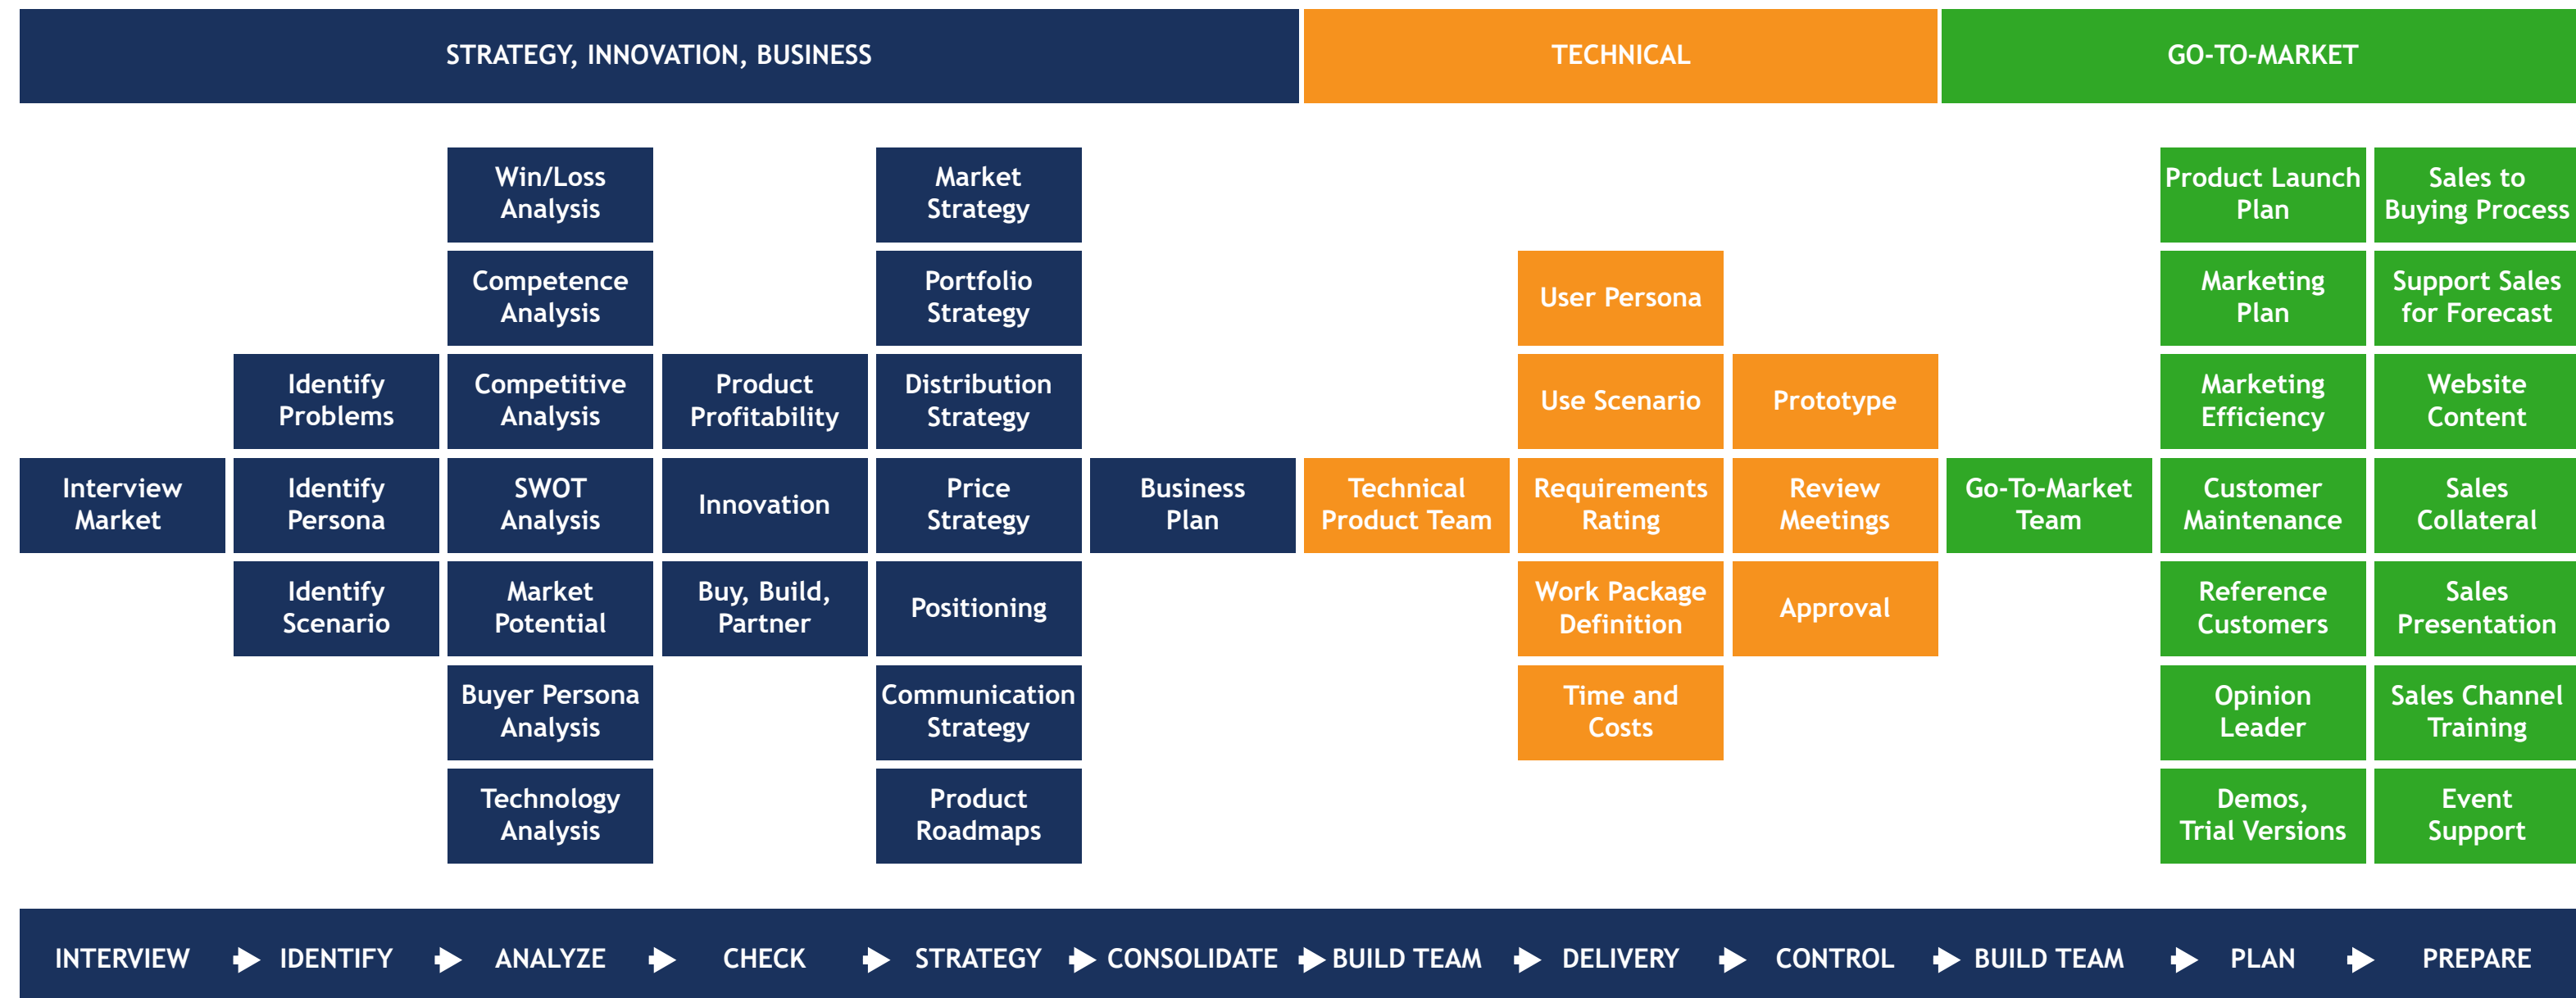 STRATEGY, INNOVATION, BUSINESS
TECHNICAL
GO-TO-MARKET
Interview
Market
Identify
Problems
Identify
Persona
Identify
Scenario
Win/Loss
Analysis
Competence
Analysis
Competitive
Analysis
SWOT
Analysis
Market
Potential
Buyer Persona
Analysis
Technology
Analysis
Product
Profitability
Innovation
Buy, Build,
Partner
Market
Strategy
Portfolio
Strategy
Distribution
Strategy
Price
Strategy
Positioning
Communication
Strategy
Product
Roadmaps
Business
Plan
Technical
Product Team
User Persona
Use Scenario
Requirements
Rating
Work Package
Definition
Time and
Costs
Prototype
Review
Meetings
Approval
Go-To-Market
Team
Product Launch
Plan
Marketing
Plan
Marketing
Efficiency
Customer
Maintenance
Reference
Customers
Opinion
Leader
Demos,
Trial Versions
Sales to
Buying Process
Support Sales
for Forecast
Website
Content
Sales
Collateral
Sales
Presentation
Sales Channel
Training
Event
Support
INTERVIEW
IDENTIFY
ANALYZE
CHECK
STRATEGY
CONSOLIDATE
BUILD TEAM
DELIVERY
CONTROL
BUILD TEAM
PLAN
PREPARE